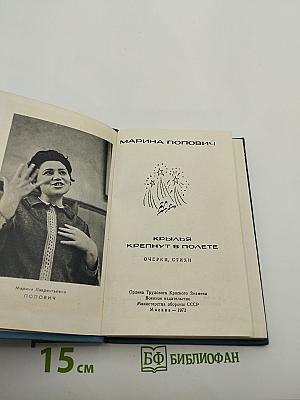 Марина Лаврентьевна
ПОПОВИЧ
МАРИНА ПОПОВИЧ
КРЫЛЬЯ
КРЕПНУТ В ПОЛЕТЕ
ОЧЕРКИ, СТИХИ
Ордена Трудового Красного Знамени
Военное издательство
Министерства обороны СССР
Москва — 1972
15 см
БФ БИБЛИОФАН